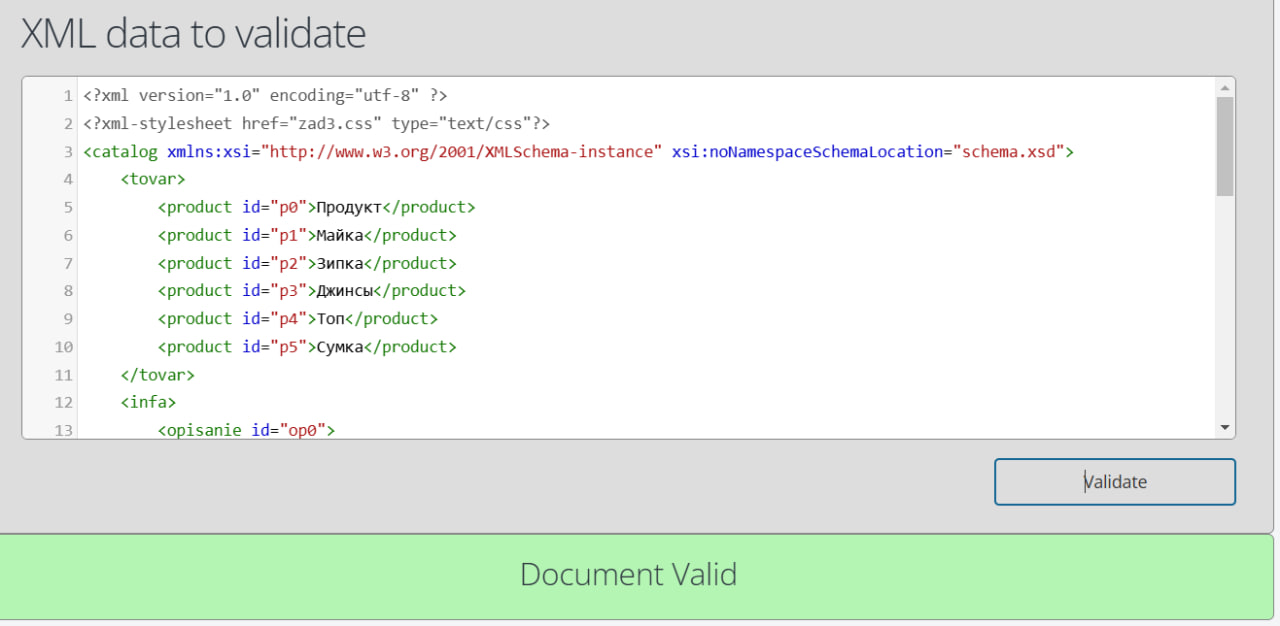 XML data to validate
1 <?xml version="1.0" encoding="utf-8" ?>
2 <?xml-stylesheet href="zad3.css" type="text/css"?>
3 <catalog xmlns:xsi="http://www.w3.org/2001/XMLSchema-instance" xsi:noNamespaceSchemaLocation="schema.xsd">
4 <tovar>
5 <product id="p0">Продукт</product>
6 <product id="p1">Майка</product>
7 <product id="p2">Зипка</product>
8 <product id="p3">Джинсы</product>
9 <product id="p4">Топ</product>
10 <product id="p5">Сумка</product>
11 </tovar>
12 <infa>
13 <opisanie id="op0">
Validate
Document Valid